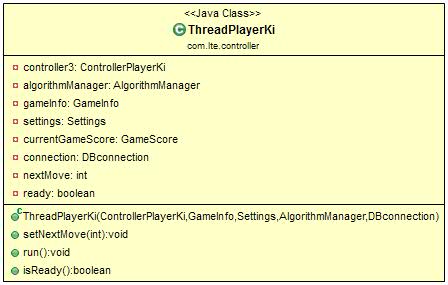 <<Java Class>>
C ThreadPlayerKi
com.lte.controller
controller3: ControllerPlayerKi
algorithmManager: AlgorithmManager
gameInfo: GameInfo
settings: Settings
currentGameScore: GameScore
connection: DBconnection
nextMove: int
ready: boolean
C ThreadPlayerKi(ControllerPlayerKi,GameInfo,Settings,AlgorithmManager,DBconnection)
setNextMove(int):void
run():void
isReady():boolean